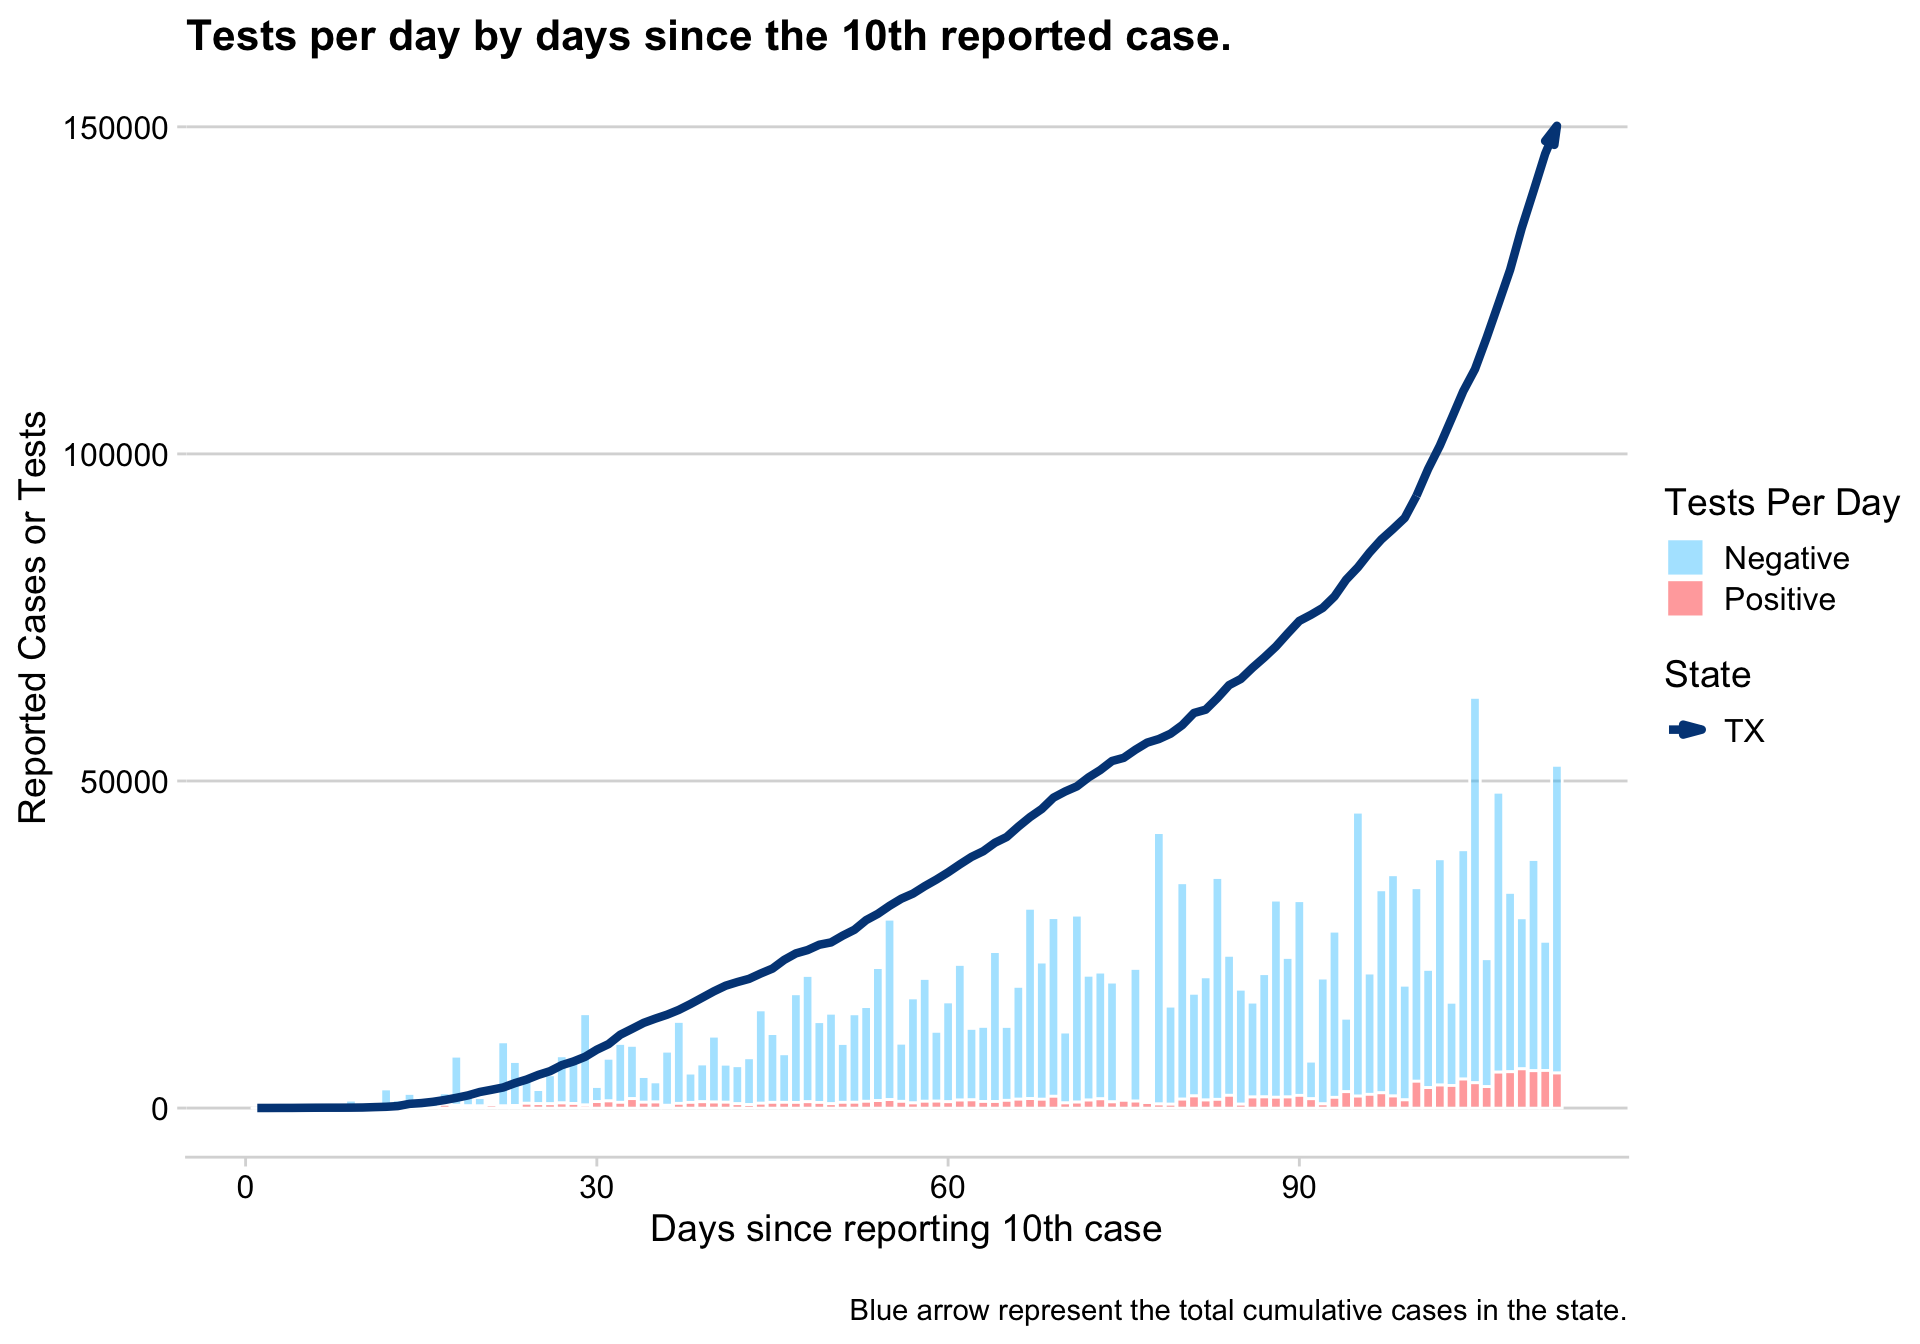 Tests per day by days since the 10th reported case.
150000
100000
50000
0
Reported Cases or Tests
0
30
60
90
Days since reporting 10th case
Tests Per Day
Negative
Positive
State
TX
Blue arrow represent the total cumulative cases in the state.